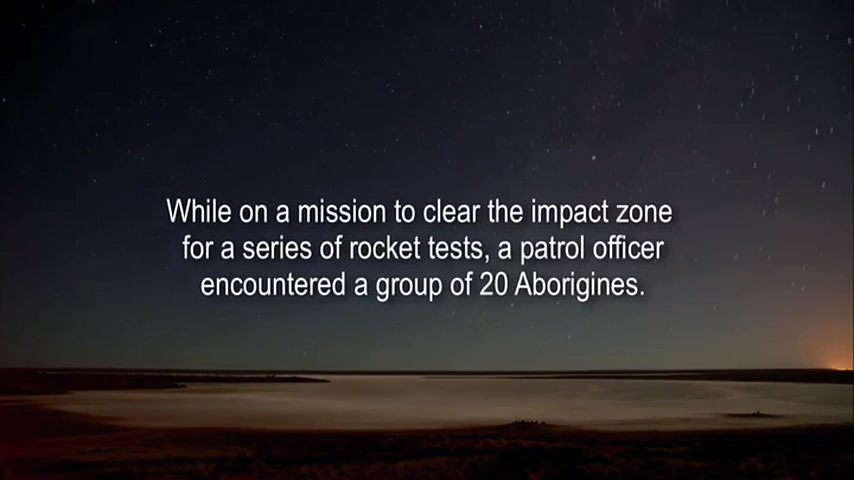 While on a mission to clear the impact zone
for a series of rocket tests, a patrol officer
encountered a group of 20 Aborigines.